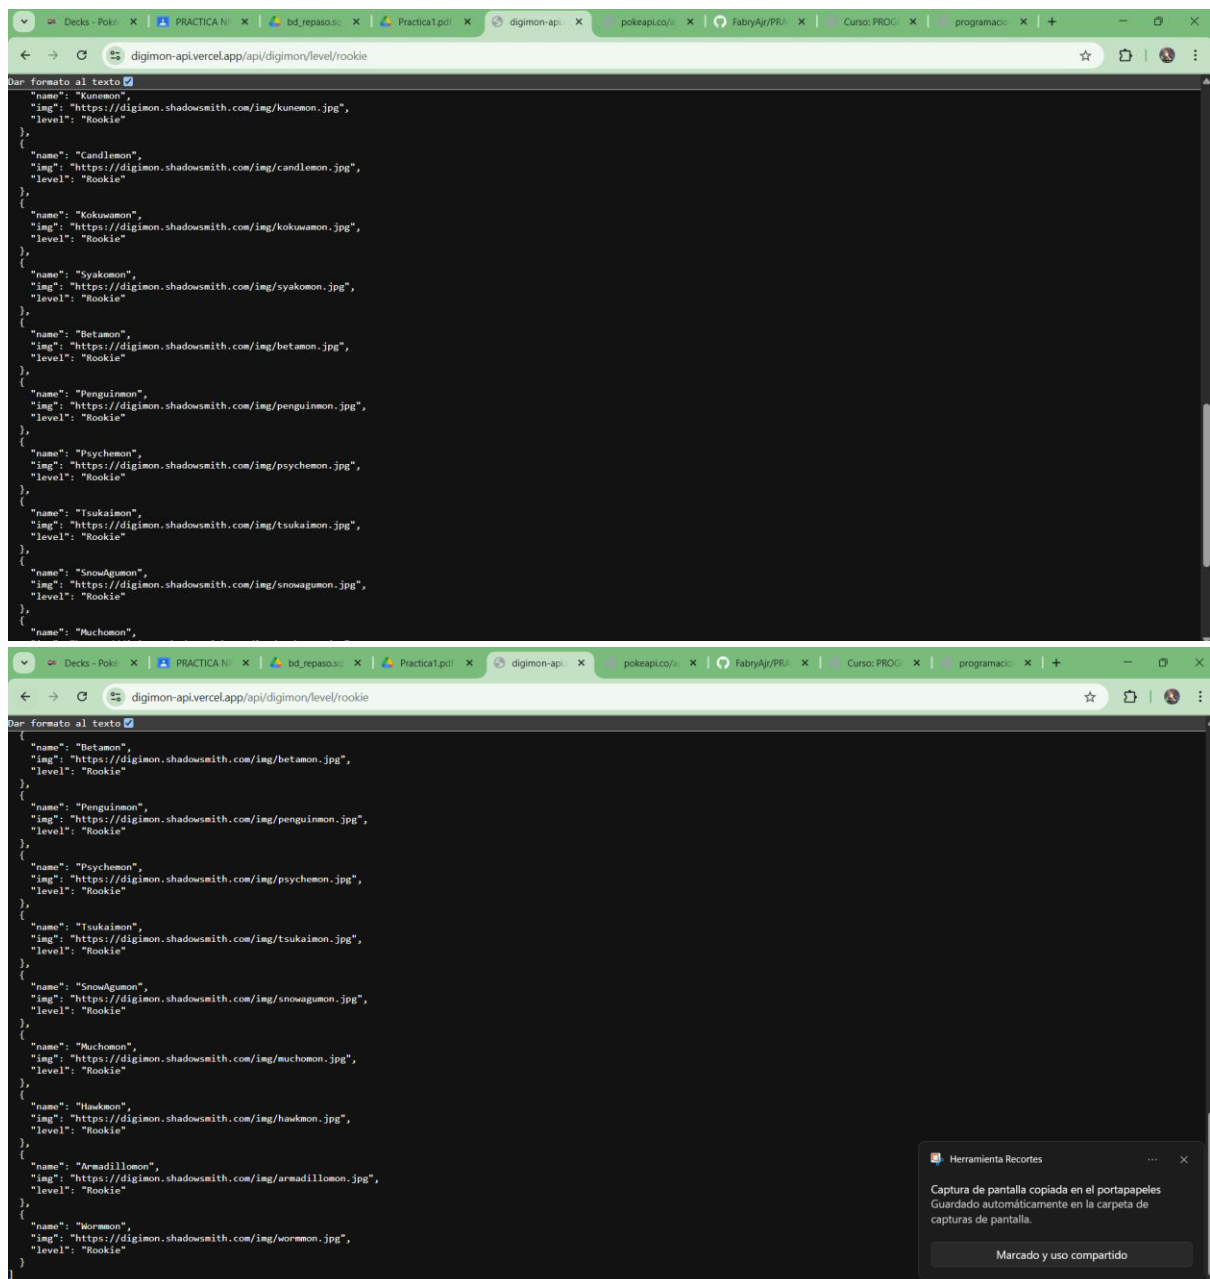 Decks - Poké
PRACTICA N
bd_repaso.sq
Practica1.pdf
digimon-api.
pokeapi.co/a
FabryAjr/PRA
Curso: PROG
programacio
digimon-api.vercel.app/api/digimon/level/rookie
Dar formato al texto
"name": "Kunemon",
"img": "https://digimon.shadowsmith.com/img/kunemon.jpg",
"level": "Rookie"
},
{
"name": "Candlemon",
"img": "https://digimon.shadowsmith.com/img/candlemon.jpg",
"level": "Rookie"
},
{
"name": "Kokuwamon",
"img": "https://digimon.shadowsmith.com/img/kokuwamon.jpg",
"level": "Rookie"
},
{
"name": "Syakomon",
"img": "https://digimon.shadowsmith.com/img/syakomon.jpg",
"level": "Rookie"
},
{
"name": "Betamon",
"img": "https://digimon.shadowsmith.com/img/betamon.jpg",
"level": "Rookie"
},
{
"name": "Penguinmon",
"img": "https://digimon.shadowsmith.com/img/penguinmon.jpg",
"level": "Rookie"
},
{
"name": "Psychemon",
"img": "https://digimon.shadowsmith.com/img/psychemon.jpg",
"level": "Rookie"
},
{
"name": "Tsukaimon",
"img": "https://digimon.shadowsmith.com/img/tsukaimon.jpg",
"level": "Rookie"
},
{
"name": "SnowAgumon",
"img": "https://digimon.shadowsmith.com/img/snowagumon.jpg",
"level": "Rookie"
},
{
"name": "Muchomon",
Decks - Poké
PRACTICA N
bd_repaso.sq
Practica1.pdf
digimon-api.
pokeapi.co/a
FabryAjr/PRA
Curso: PROG
programacio
digimon-api.vercel.app/api/digimon/level/rookie
Dar formato al texto
{
"name": "Betamon",
"img": "https://digimon.shadowsmith.com/img/betamon.jpg",
"level": "Rookie"
},
{
"name": "Penguinmon",
"img": "https://digimon.shadowsmith.com/img/penguinmon.jpg",
"level": "Rookie"
},
{
"name": "Psychemon",
"img": "https://digimon.shadowsmith.com/img/psychemon.jpg",
"level": "Rookie"
},
{
"name": "Tsukaimon",
"img": "https://digimon.shadowsmith.com/img/tsukaimon.jpg",
"level": "Rookie"
},
{
"name": "SnowAgumon",
"img": "https://digimon.shadowsmith.com/img/snowagumon.jpg",
"level": "Rookie"
},
{
"name": "Muchomon",
"img": "https://digimon.shadowsmith.com/img/muchomon.jpg",
"level": "Rookie"
},
{
"name": "Hawkmon",
"img": "https://digimon.shadowsmith.com/img/hawkmon.jpg",
"level": "Rookie"
},
{
"name": "Armadillomon",
"img": "https://digimon.shadowsmith.com/img/armadillomon.jpg",
"level": "Rookie"
},
{
"name": "Wormmon",
"img": "https://digimon.shadowsmith.com/img/wormmon.jpg",
"level": "Rookie"
}
]
Herramienta Recortes
Captura de pantalla copiada en el portapapeles
Guardado automáticamente en la carpeta de
capturas de pantalla.
Marcado y uso compartido